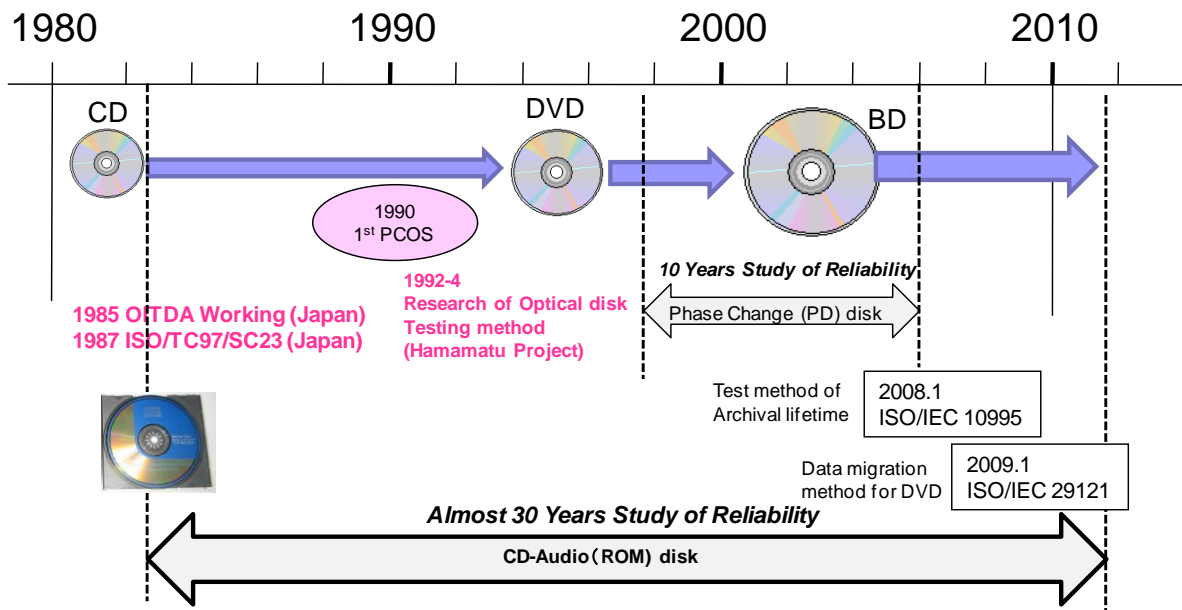 1980
1990
2000
2010
CD
DVD
BD
1990
1st PCOS
10 Years Study of Reliability
Phase Change (PD) disk
1985 OITDA Working (Japan)
1987 ISO/TC97/SC23 (Japan)
1992-4
Research of Optical disk
Testing method
(Hamamatu Project)
Test method of
Archival lifetime
2008.1
ISO/IEC 10995
Data migration
method for DVD
2009.1
ISO/IEC 29121
Almost 30 Years Study of Reliability
CD-Audio(ROM) disk